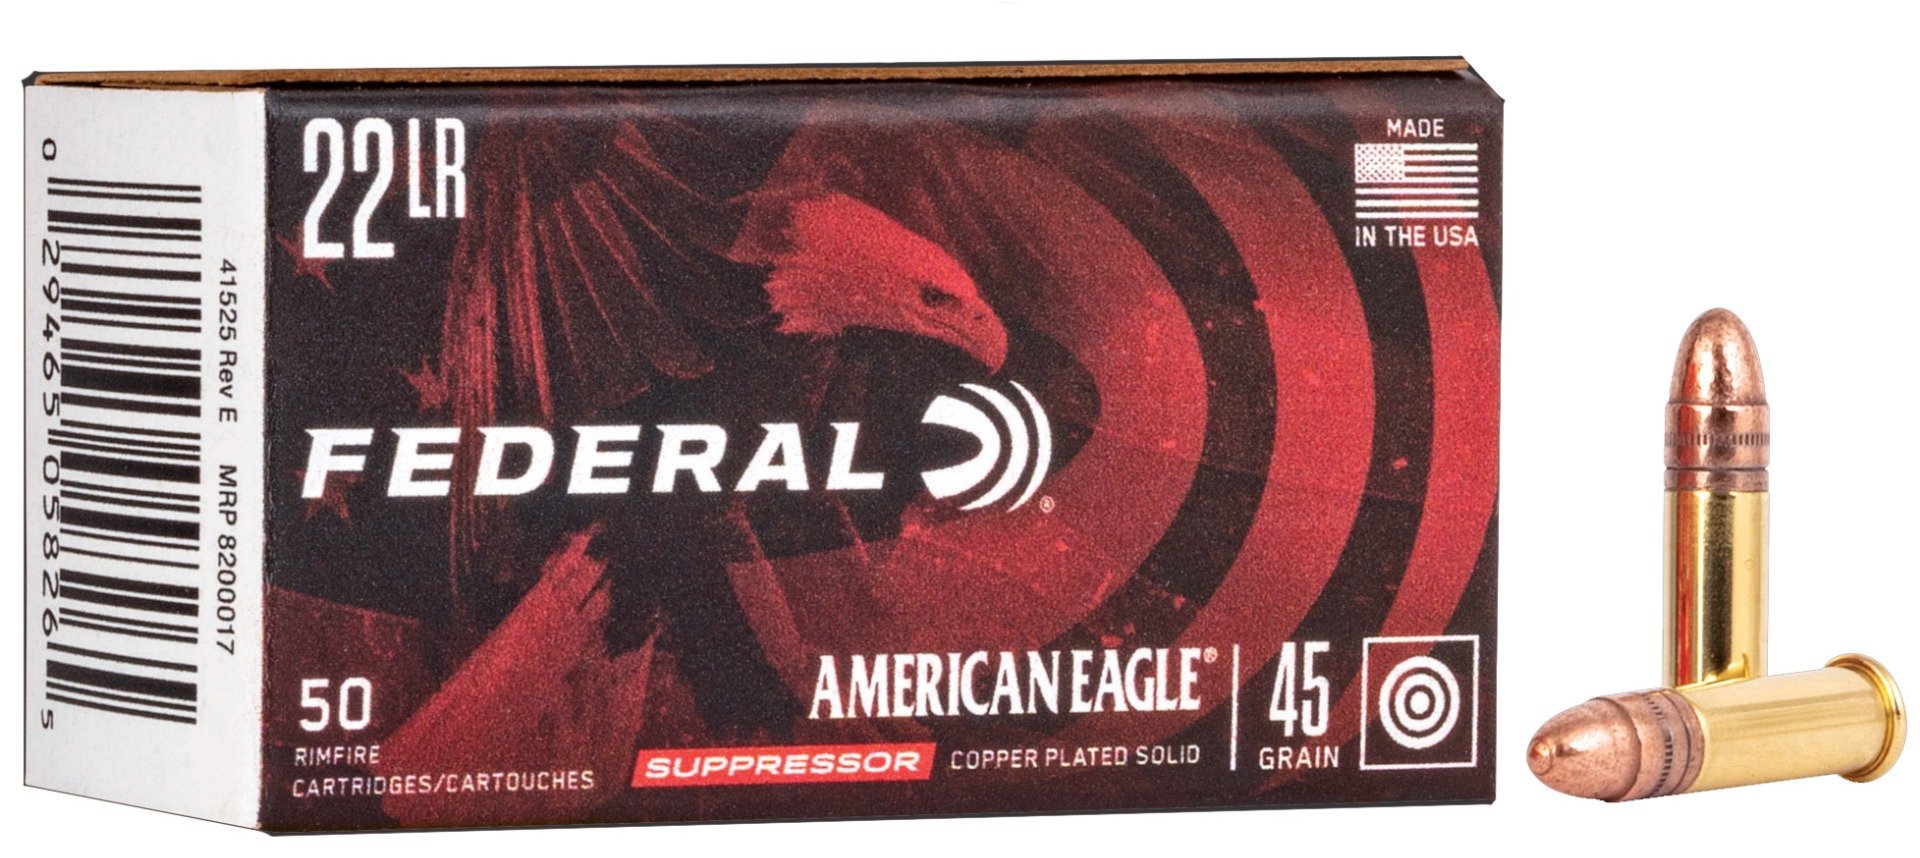 0 29465 05826 5
41525 Rev E MRP 8200017
22 LR
MADE
IN THE USA
FEDERAL
®
50
RIMFIRE
CARTRIDGES/CARTOUCHES
AMERICAN EAGLE®
SUPPRESSOR
COPPER PLATED SOLID
45
GRAIN